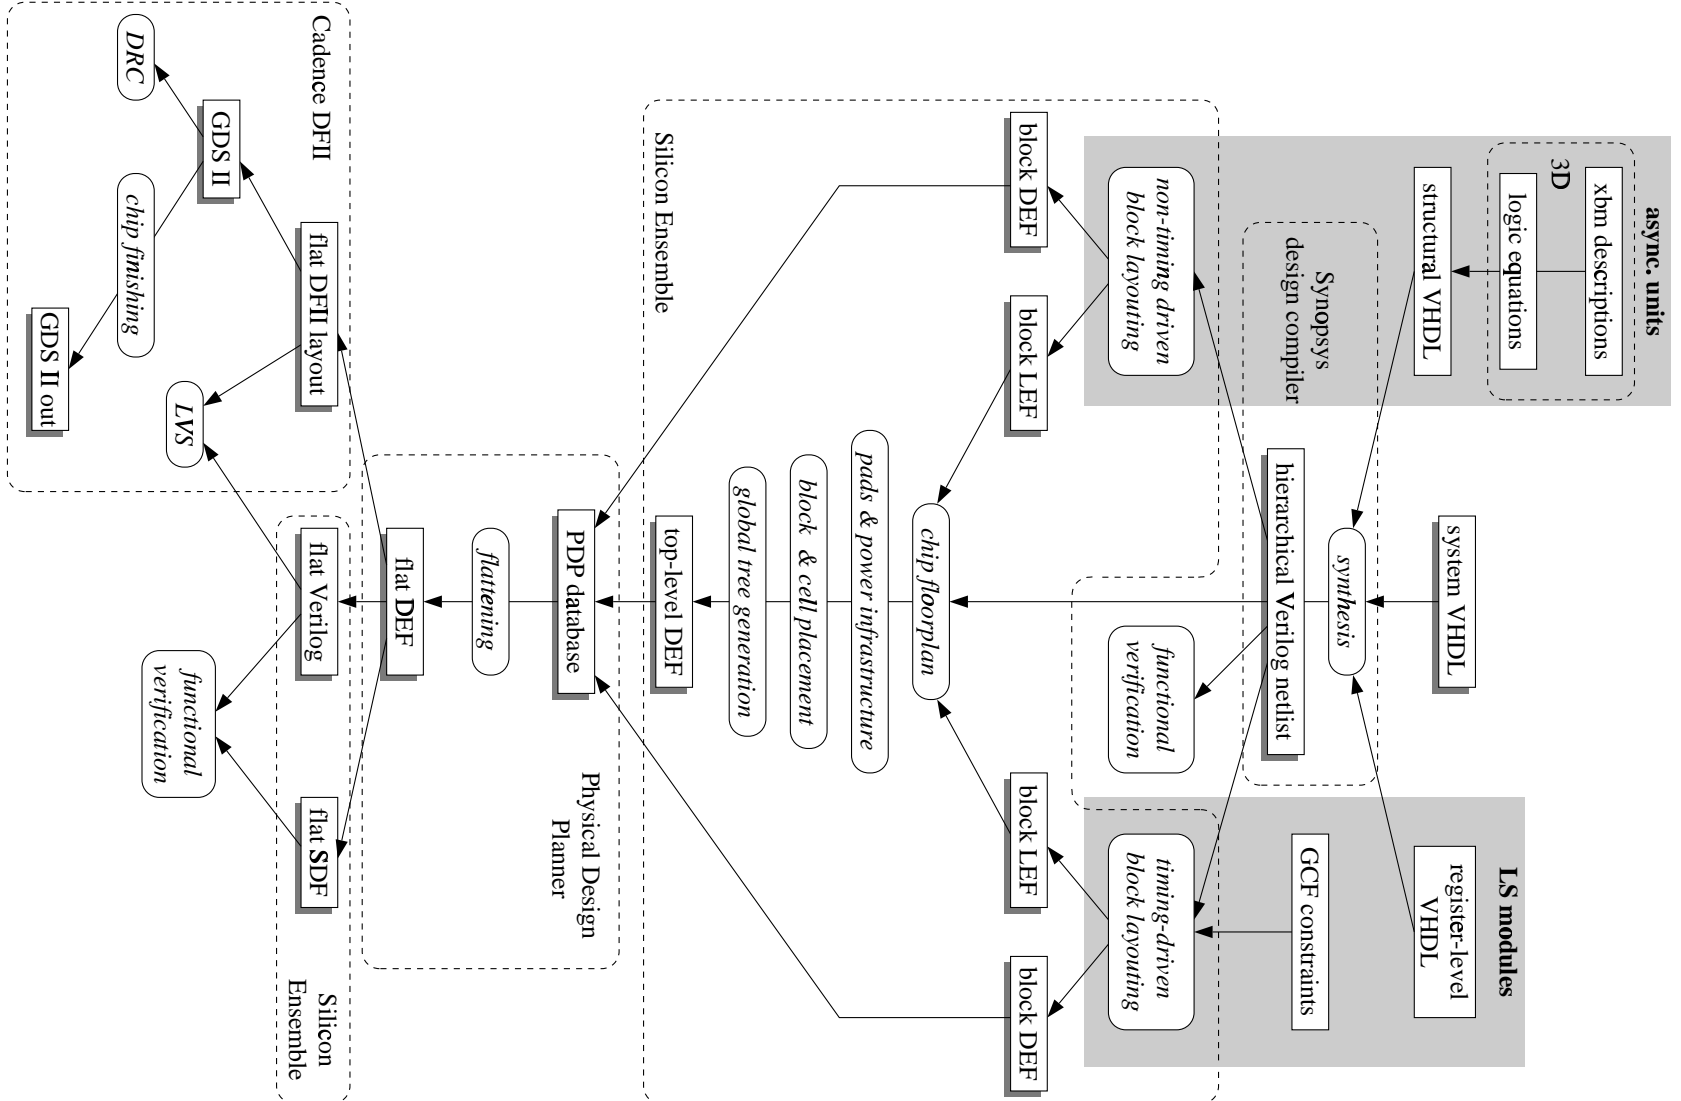 async. units
xbm descriptions
3D
logic equations
structural VHDL
system VHDL
LS modules
register-level
VHDL
GCF constraints
Synopsys
design compiler
synthesis
hierarchical Verilog netlist
non-timing driven
block layouting
functional
verification
timing-driven
block layouting
block DEF
block LEF
block LEF
block DEF
chip floorplan
pads & power infrastructure
block & cell placement
global tree generation
Silicon Ensemble
top-level DEF
PDP database
Physical Design
Planner
flattening
flat DEF
Cadence DFII
flat DFII layout
flat Verilog
flat SDF
Silicon
Ensemble
GDS II
LVS
functional
verification
DRC
chip finishing
GDS II out